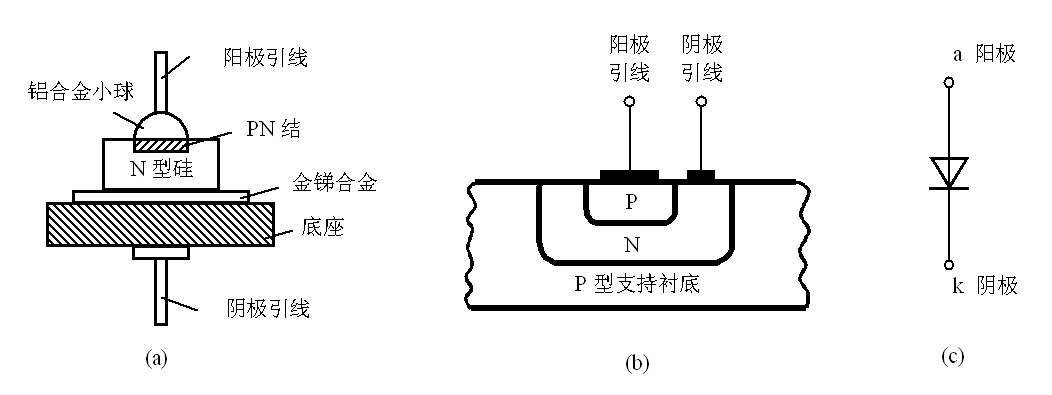 阳极引线
铝合金小球
PN 结
N 型硅
金锑合金
底座
阴极引线
(a)
阳极
引线
阴极
引线
P
N
P 型支持衬底
(b)
a 阳极
k 阴极
(c)